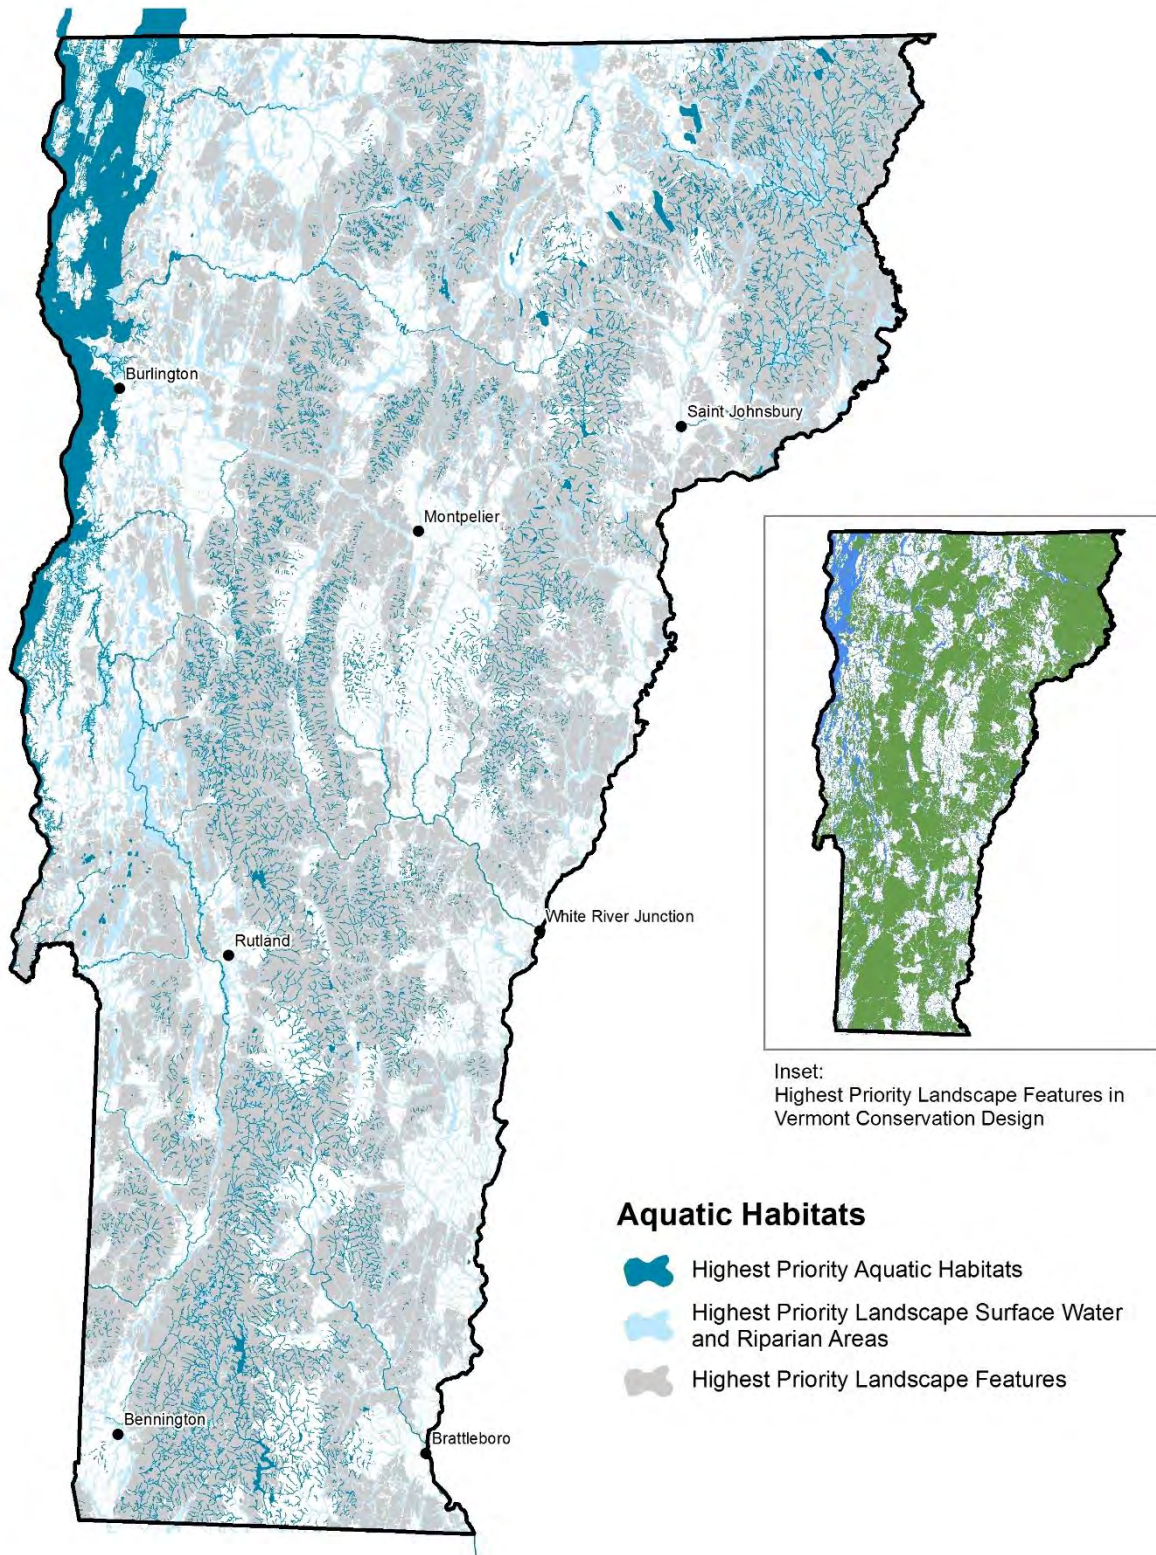 Burlington
Saint Johnsbury
Montpelier
White River Junction
Rutland
Inset:
Highest Priority Landscape Features in
Vermont Conservation Design
Aquatic Habitats
Highest Priority Aquatic Habitats
Highest Priority Landscape Surface Water
and Riparian Areas
Highest Priority Landscape Features
Bennington
Brattleboro